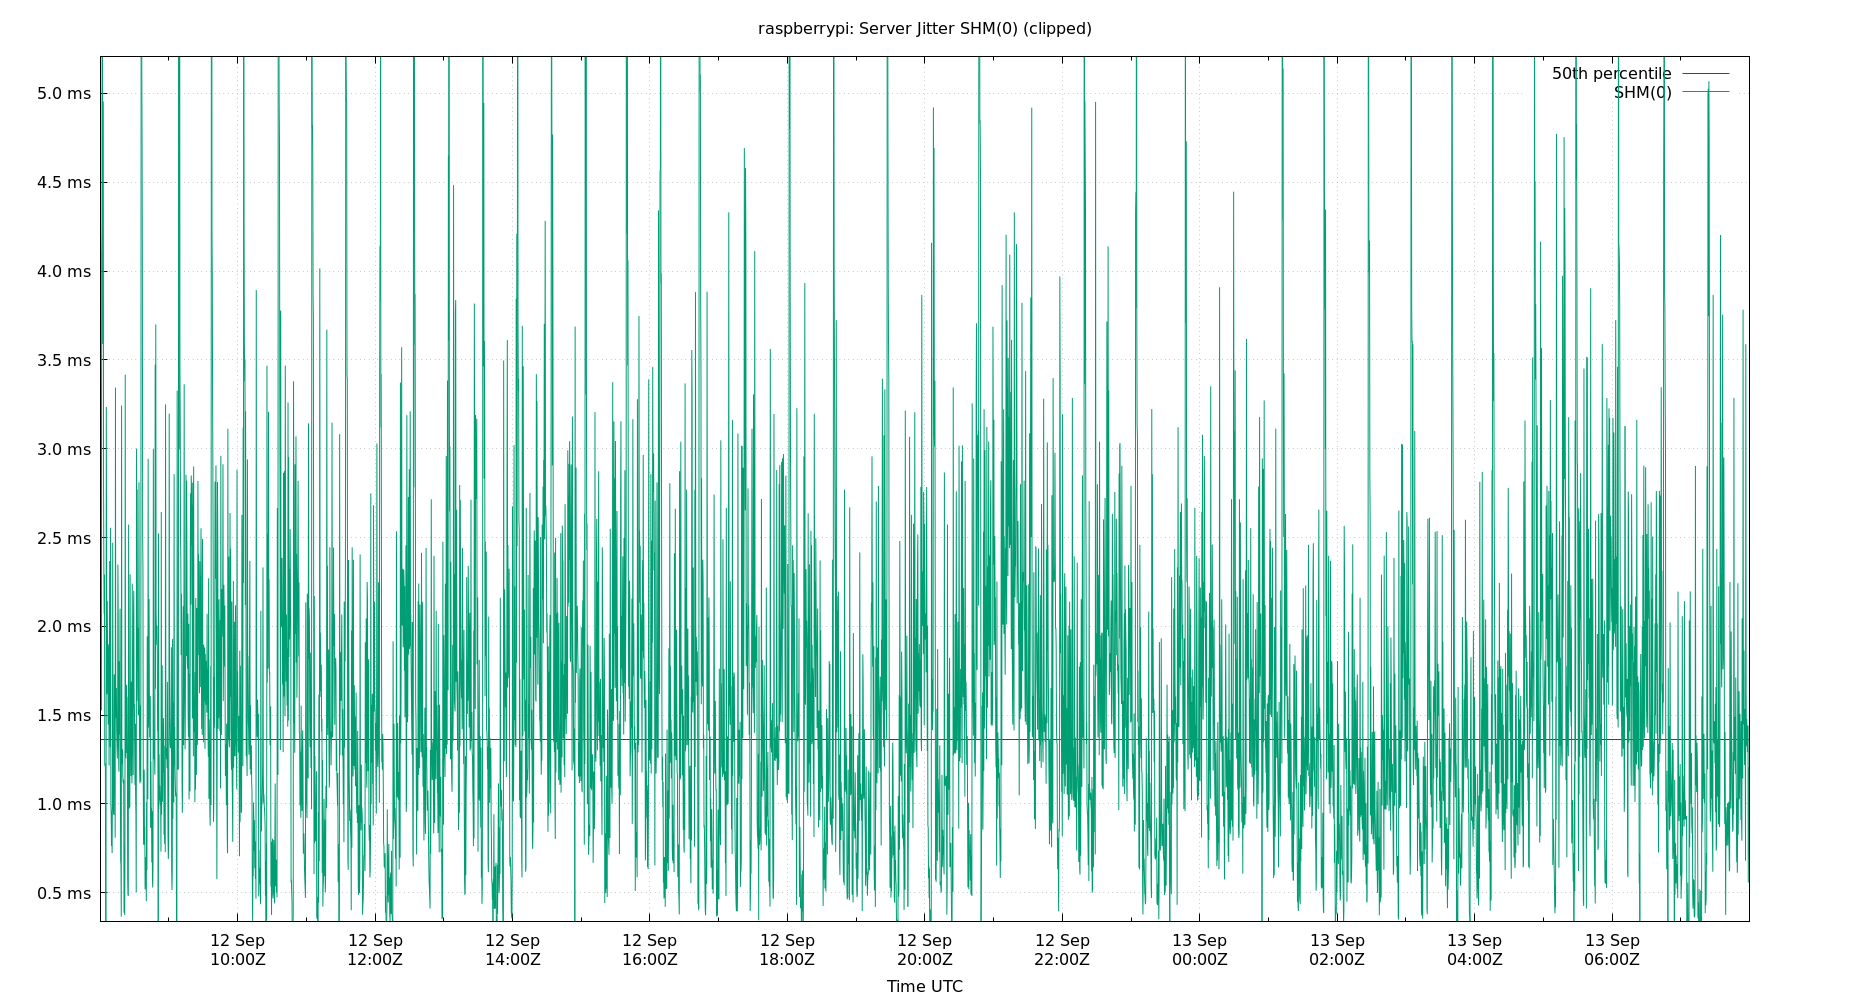 raspberrypi: Server Jitter SHM(0) (clipped)
50th percentile
SHM(0)
5.0 ms
4.5 ms
4.0 ms
3.5 ms
3.0 ms
2.5 ms
2.0 ms
1.5 ms
1.0 ms
0.5 ms
12 Sep 12 Sep 12 Sep 12 Sep 12 Sep 12 Sep 12 Sep 13 Sep 13 Sep 13 Sep 13 Sep
10:00Z 12:00Z 14:00Z 16:00Z 18:00Z 20:00Z 22:00Z 00:00Z 02:00Z 04:00Z 06:00Z
Time UTC